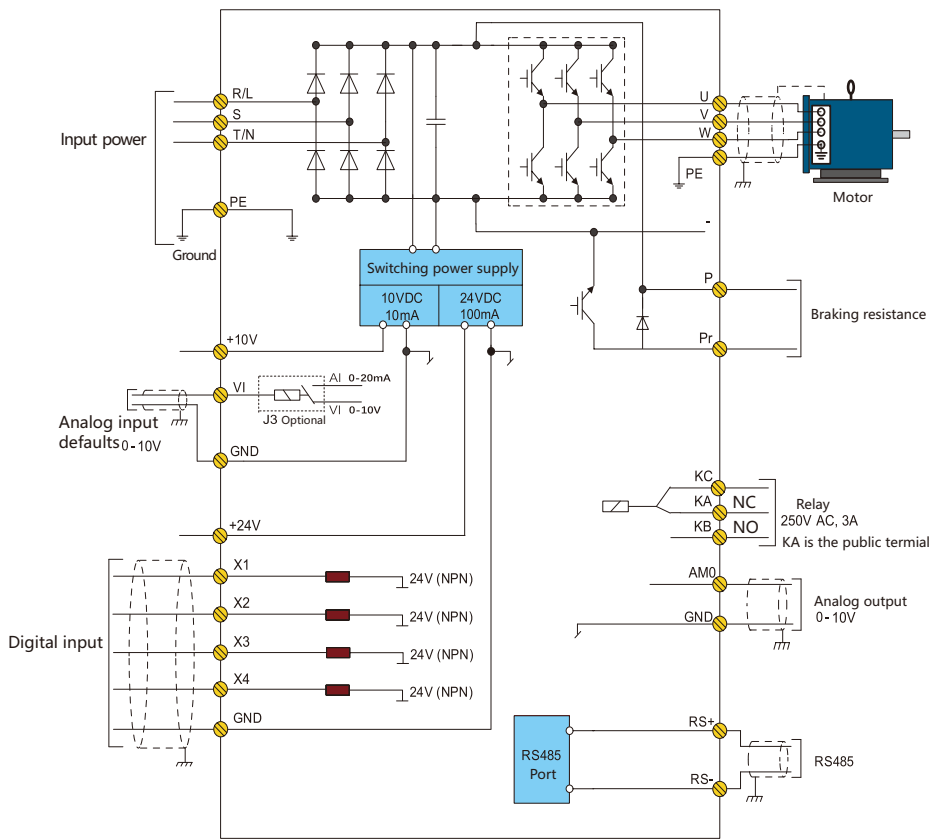 R/L
S
T/N
Input power
PE
Ground
U
V
W
PE
Motor
-
P
Braking resistance
Pr
Switching power supply
10VDC
10mA
24VDC
100mA
+10V
VI
AI 0-20mA
VI 0-10V
J3 Optional
Analog input
defaults 0-10V
GND
+24V
KC
KA NC
KB NO
Relay
250V AC, 3A
KA is the public termial
X1
24V (NPN)
X2
24V (NPN)
Digital input
X3
24V (NPN)
X4
24V (NPN)
GND
AM0
Analog output
0-10V
GND
RS485
Port
RS+
RS-
RS485